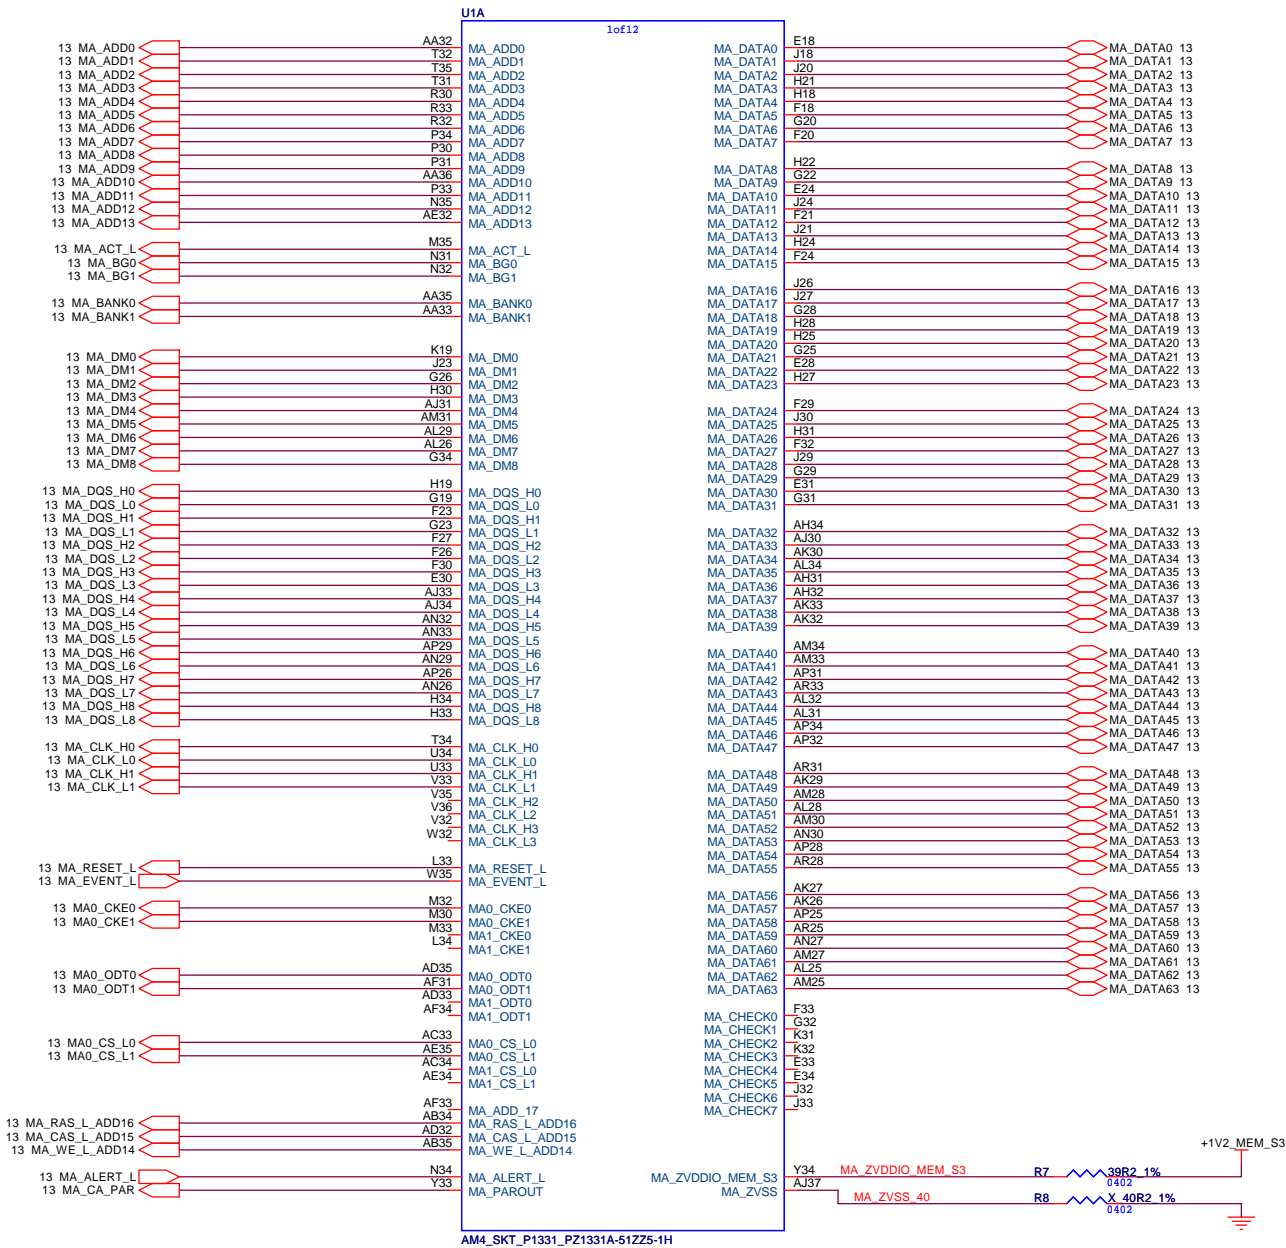 U1A
1of12
13 MA_ADD0 AA32 MA_ADD0 MA_DATA0 E18 MA_DATA0 13
13 MA_ADD1 T32 MA_ADD1 MA_DATA1 J18 MA_DATA1 13
13 MA_ADD2 T35 MA_ADD2 MA_DATA2 J20 MA_DATA2 13
13 MA_ADD3 T31 MA_ADD3 MA_DATA3 H21 MA_DATA3 13
13 MA_ADD4 R30 MA_ADD4 MA_DATA4 H18 MA_DATA4 13
13 MA_ADD5 R33 MA_ADD5 MA_DATA5 F18 MA_DATA5 13
13 MA_ADD6 R32 MA_ADD6 MA_DATA6 G20 MA_DATA6 13
13 MA_ADD7 P34 MA_ADD7 MA_DATA7 F20 MA_DATA7 13
13 MA_ADD8 P30 MA_ADD8
13 MA_ADD9 P31 MA_ADD9 MA_DATA8 H22 MA_DATA8 13
13 MA_ADD10 AA36 MA_ADD10 MA_DATA9 G22 MA_DATA9 13
13 MA_ADD11 P33 MA_ADD11 MA_DATA10 E24 MA_DATA10 13
13 MA_ADD12 N35 MA_ADD12 MA_DATA11 J24 MA_DATA11 13
13 MA_ADD13 AE32 MA_ADD13 MA_DATA12 F21 MA_DATA12 13
MA_DATA13 J21 MA_DATA13 13
13 MA_ACT_L M35 MA_ACT_L MA_DATA14 H24 MA_DATA14 13
13 MA_BG0 N31 MA_BG0 MA_DATA15 F24 MA_DATA15 13
13 MA_BG1 N32 MA_BG1
MA_DATA16 J26 MA_DATA16 13
13 MA_BANK0 AA35 MA_BANK0 MA_DATA17 J27 MA_DATA17 13
13 MA_BANK1 AA33 MA_BANK1 MA_DATA18 G28 MA_DATA18 13
MA_DATA19 H28 MA_DATA19 13
MA_DATA20 H25 MA_DATA20 13
13 MA_DM0 K19 MA_DM0 MA_DATA21 G25 MA_DATA21 13
13 MA_DM1 J23 MA_DM1 MA_DATA22 E28 MA_DATA22 13
13 MA_DM2 G26 MA_DM2 MA_DATA23 H27 MA_DATA23 13
13 MA_DM3 H30 MA_DM3
13 MA_DM4 AJ31 MA_DM4 MA_DATA24 F29 MA_DATA24 13
13 MA_DM5 AM31 MA_DM5 MA_DATA25 J30 MA_DATA25 13
13 MA_DM6 AL29 MA_DM6 MA_DATA26 H31 MA_DATA26 13
13 MA_DM7 AL26 MA_DM7 MA_DATA27 F32 MA_DATA27 13
13 MA_DM8 G34 MA_DM8 MA_DATA28 J29 MA_DATA28 13
MA_DATA29 G29 MA_DATA29 13
13 MA_DQS_H0 H19 MA_DQS_H0 MA_DATA30 E31 MA_DATA30 13
13 MA_DQS_L0 G19 MA_DQS_L0 MA_DATA31 G31 MA_DATA31 13
13 MA_DQS_H1 F23 MA_DQS_H1
13 MA_DQS_L1 G23 MA_DQS_L1 MA_DATA32 AH34 MA_DATA32 13
13 MA_DQS_H2 F27 MA_DQS_H2 MA_DATA33 AJ30 MA_DATA33 13
13 MA_DQS_L2 F26 MA_DQS_L2 MA_DATA34 AK30 MA_DATA34 13
13 MA_DQS_H3 F30 MA_DQS_H3 MA_DATA35 AL34 MA_DATA35 13
13 MA_DQS_L3 E30 MA_DQS_L3 MA_DATA36 AH31 MA_DATA36 13
13 MA_DQS_H4 AJ33 MA_DQS_H4 MA_DATA37 AH32 MA_DATA37 13
13 MA_DQS_L4 AJ34 MA_DQS_L4 MA_DATA38 AK33 MA_DATA38 13
13 MA_DQS_H5 AN32 MA_DQS_H5 MA_DATA39 AK32 MA_DATA39 13
13 MA_DQS_L5 AN33 MA_DQS_L5
13 MA_DQS_H6 AP29 MA_DQS_H6 MA_DATA40 AM34 MA_DATA40 13
13 MA_DQS_L6 AN29 MA_DQS_L6 MA_DATA41 AM33 MA_DATA41 13
13 MA_DQS_H7 AP26 MA_DQS_H7 MA_DATA42 AP31 MA_DATA42 13
13 MA_DQS_L7 AN26 MA_DQS_L7 MA_DATA43 AR33 MA_DATA43 13
13 MA_DQS_H8 H34 MA_DQS_H8 MA_DATA44 AL32 MA_DATA44 13
13 MA_DQS_L8 H33 MA_DQS_L8 MA_DATA45 AL31 MA_DATA45 13
MA_DATA46 AP34 MA_DATA46 13
13 MA_CLK_H0 T34 MA_CLK_H0 MA_DATA47 AP32 MA_DATA47 13
13 MA_CLK_L0 U34 MA_CLK_L0
13 MA_CLK_H1 U33 MA_CLK_H1 MA_DATA48 AR31 MA_DATA48 13
13 MA_CLK_L1 V33 MA_CLK_L1 MA_DATA49 AK29 MA_DATA49 13
V35 MA_CLK_H2 MA_DATA50 AM28 MA_DATA50 13
V36 MA_CLK_L2 MA_DATA51 AL28 MA_DATA51 13
V32 MA_CLK_H3 MA_DATA52 AM30 MA_DATA52 13
W32 MA_CLK_L3 MA_DATA53 AN30 MA_DATA53 13
MA_DATA54 AP28 MA_DATA54 13
13 MA_RESET_L L33 MA_RESET_L MA_DATA55 AR28 MA_DATA55 13
13 MA_EVENT_L W35 MA_EVENT_L
MA_DATA56 AK27 MA_DATA56 13
13 MA0_CKE0 M32 MA0_CKE0 MA_DATA57 AK26 MA_DATA57 13
13 MA0_CKE1 M30 MA0_CKE1 MA_DATA58 AP25 MA_DATA58 13
M33 MA1_CKE0 MA_DATA59 AR25 MA_DATA59 13
L34 MA1_CKE1 MA_DATA60 AN27 MA_DATA60 13
MA_DATA61 AM27 MA_DATA61 13
13 MA0_ODT0 AD35 MA0_ODT0 MA_DATA62 AL25 MA_DATA62 13
13 MA0_ODT1 AF31 MA0_ODT1 MA_DATA63 AM25 MA_DATA63 13
AD33 MA1_ODT0
AF34 MA1_ODT1 MA_CHECK0 F33
MA_CHECK1 G32
13 MA0_CS_L0 AC33 MA0_CS_L0 MA_CHECK2 K31
13 MA0_CS_L1 AE35 MA0_CS_L1 MA_CHECK3 K32
AC34 MA1_CS_L0 MA_CHECK4 E33
AE34 MA1_CS_L1 MA_CHECK5 E34
MA_CHECK6 J32
AF33 MA_ADD_17 MA_CHECK7 J33
13 MA_RAS_L_ADD16 AB34 MA_RAS_L_ADD16
13 MA_CAS_L_ADD15 AD32 MA_CAS_L_ADD15
13 MA_WE_L_ADD14 AB35 MA_WE_L_ADD14
+1V2_MEM_S3
13 MA_ALERT_L N34 MA_ALERT_L MA_ZVDDIO_MEM_S3 Y34 MA_ZVDDIO_MEM_S3 R7 39R2_1%
0402
13 MA_CA_PAR Y33 MA_PAROUT MA_ZVSS AJ37 MA_ZVSS_40 R8 X_40R2_1%
0402
AM4_SKT_P1331_PZ1331A-51ZZ5-1H